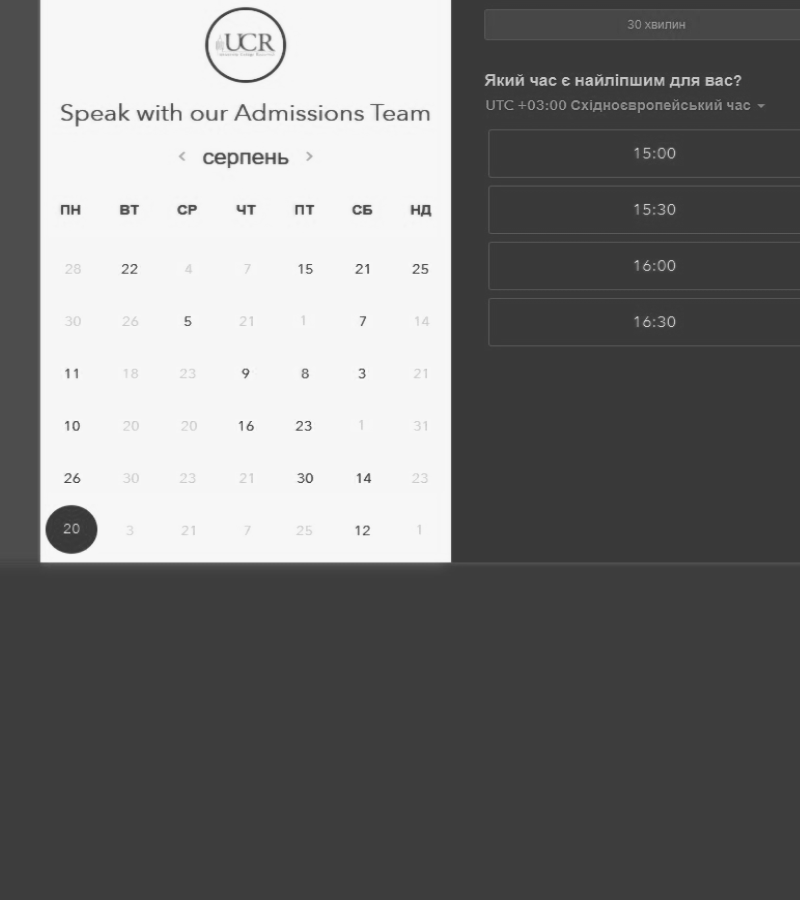 UCR
Speak with our Admissions Team
‹ серпень ›
ПН ВТ СР ЧТ ПТ СБ НД
28 22 4 7 15 21 25
30 26 5 21 1 7 14
11 18 23 9 8 3 21
10 20 20 16 23 1 31
26 30 23 21 30 14 23
20 3 21 7 25 12 1
30 хвилин
Який час є найліпшим для вас?
UTC +03:00 Східноєвропейський час
15:00
15:30
16:00
16:30